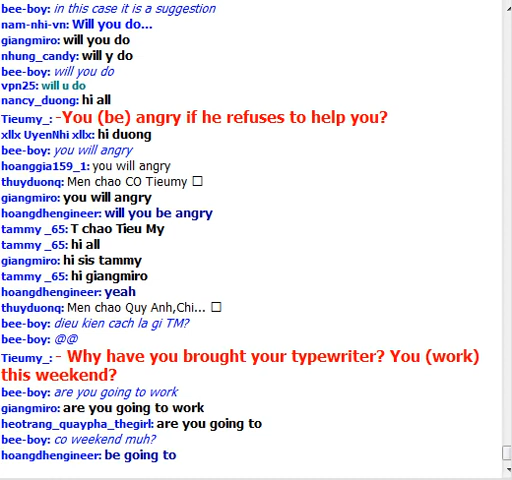 bee-boy: in this case it is a suggestion
nam-nhi-vn: Will you do...
giangmiro: will you do
nhung_candy: will y do
bee-boy: will you do
vpn25: will u do
nancy_duong: hi all
Tieumy_: -You (be) angry if he refuses to help you?
xllx UyenNhi xllx: hi duong
bee-boy: you will angry
hoanggia159_1: you will angry
thuyduonq: Men chao CO Tieumy □
giangmiro: you will angry
hoangdhengineer: will you be angry
tammy _65: T chao Tieu My
tammy _65: hi all
giangmiro: hi sis tammy
tammy _65: hi giangmiro
hoangdhengineer: yeah
thuyduonq: Men chao Quy Anh,Chi... □
bee-boy: dieu kien cach la gi TM?
bee-boy: @@
Tieumy_: - Why have you brought your typewriter? You (work)
this weekend?
bee-boy: are you going to work
giangmiro: are you going to work
heotrang_quaypha_thegirl: are you going to
bee-boy: co weekend muh?
hoangdhengineer: be going to